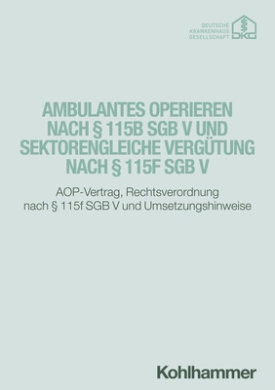 DEUTSCHE
KRANKENHAUS
GESELLSCHAFT
DKG
AMBULANTES OPERIEREN
NACH § 115B SGB V UND
SEKTORENGLEICHE VERGÜTUNG
NACH § 115F SGB V
AOP-Vertrag, Rechtsverordnung
nach § 115f SGB V und Umsetzungshinweise
Kohlhammer